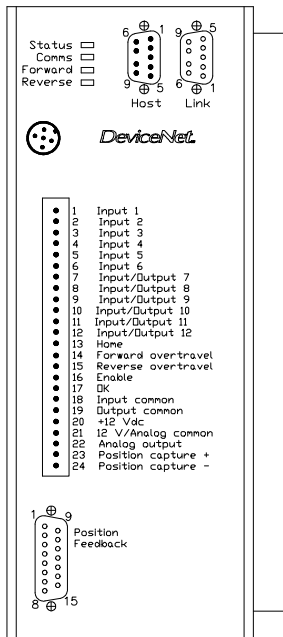 Status
Comms
Forward
Reverse
6 1
9 5
Host
9 5
6 1
Link
DeviceNet.
1 Input 1
2 Input 2
3 Input 3
4 Input 4
5 Input 5
6 Input 6
7 Input/Output 7
8 Input/Output 8
9 Input/Output 9
10 Input/Output 10
11 Input/Output 11
12 Input/Output 12
13 Home
14 Forward overtravel
15 Reverse overtravel
16 Enable
17 OK
18 Input common
19 Output common
20 +12 Vdc
21 12 V/Analog common
22 Analog output
23 Position capture +
24 Position capture -
1 9
Position
Feedback
8 15